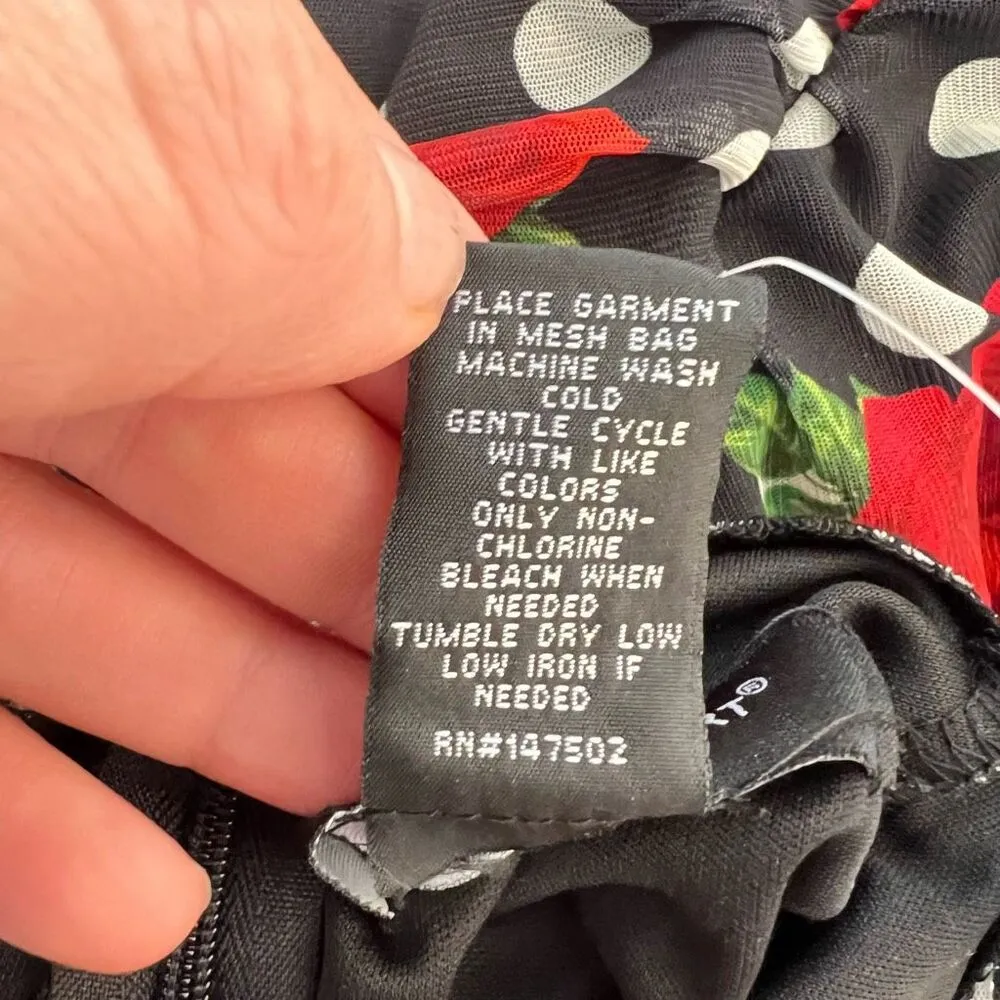 PLACE GARMENT
IN MESH BAG
MACHINE WASH
COLD
GENTLE CYCLE
WITH LIKE
COLORS
ONLY NON-
CHLORINE
BLEACH WHEN
NEEDED
TUMBLE DRY LOW
LOW IRON IF
NEEDED
RN#147502